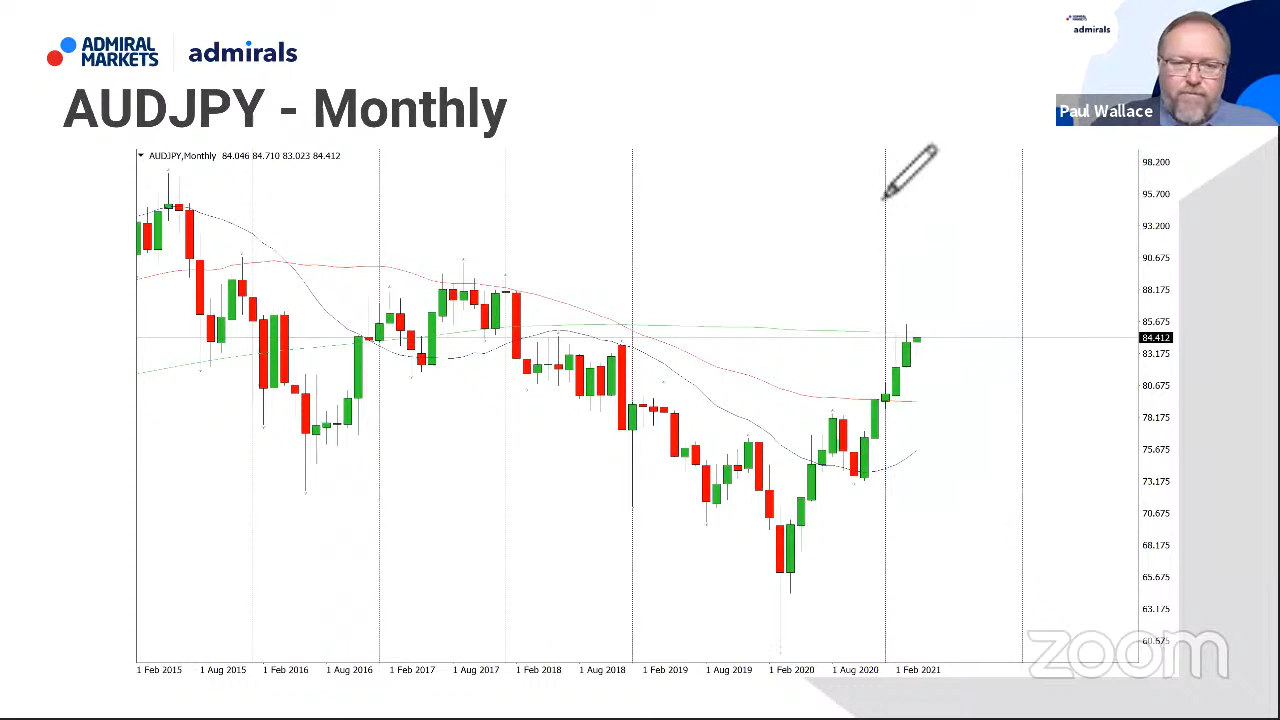 ADMIRAL
MARKETS
admirals
admirals
Paul Wallace
AUDJPY - Monthly
AUDJPY,Monthly 84.046 84.710 83.023 84.412
98.200
95.700
93.200
90.675
88.175
85.675
84.412
83.175
80.675
78.175
75.675
73.175
70.675
68.175
65.675
63.175
60.575
1 Feb 2015
1 Aug 2015
1 Feb 2016
1 Aug 2016
1 Feb 2017
1 Aug 2017
1 Feb 2018
1 Aug 2018
1 Feb 2019
1 Aug 2019
1 Feb 2020
1 Aug 2020
1 Feb 2021
zoom